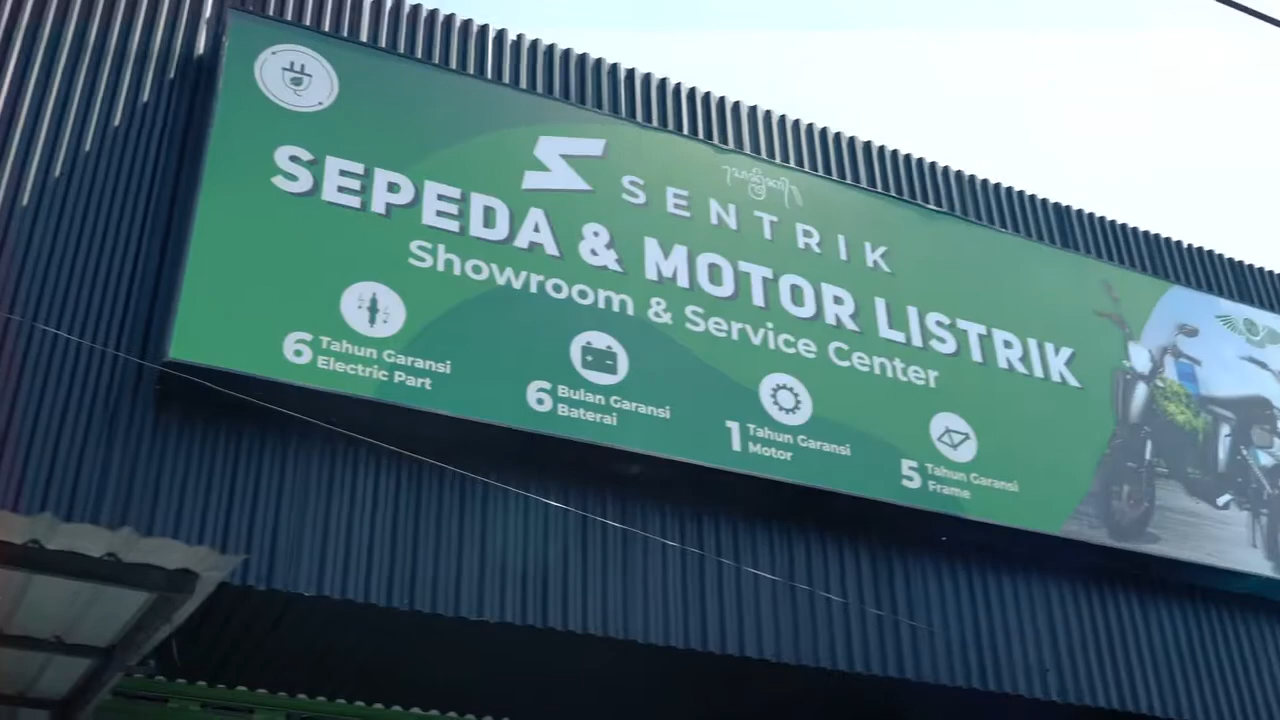 SENTRIK
SEPEDA & MOTOR LISTRIK
Showroom & Service Center
6 Tahun Garansi
Electric Part
6 Bulan Garansi
Baterai
1 Tahun Garansi
Motor
5 Tahun Garansi
Frame